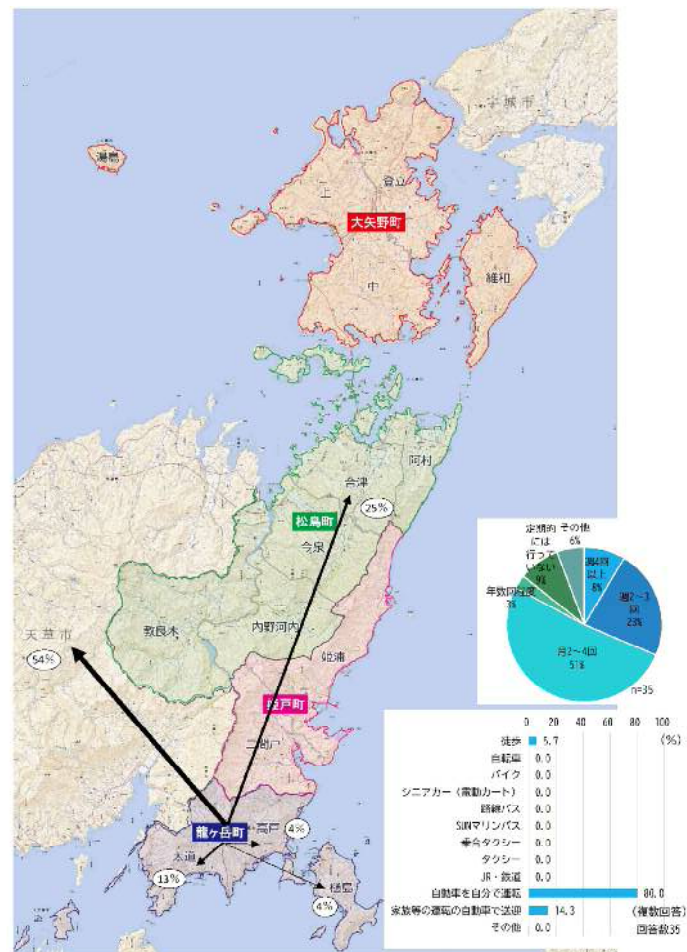 宇城市
湯島
上
登立
大矢野町
中
維和
阿村
合津
25%
松島町
今泉
教良木
内野河内
天草市
54%
姫浦
姫戸町
二間戸
龍ヶ岳町
高戸
4%
大道
13%
樋島
4%
定期的
には
行って
いない
9%
その他
6%
週4回
以上
8%
年数回程度
3%
週2～3
回
23%
月2～4回
51%
n=35
0 20 40 60 80 100
(%)
徒歩 5.7
自転車 0.0
バイク 0.0
シニアカー（電動カート） 0.0
路線バス 0.0
SUNマリンバス 0.0
乗合タクシー 0.0
タクシー 0.0
JR・鉄道 0.0
自動車を自分で運転 80.0
家族等の運転の自動車で送迎 14.3
(複数回答)
その他 0.0
回答数35